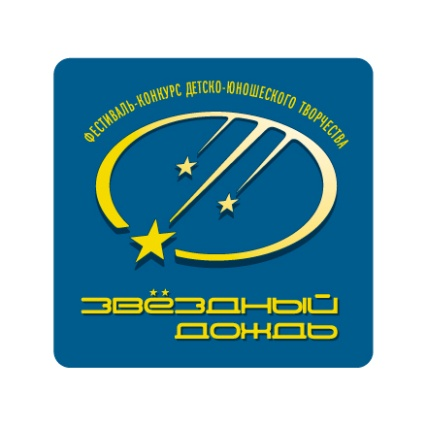 ФЕСТИВАЛЬ-КОНКУРС ДЕТСКО-ЮНОШЕСКОГО ТВОРЧЕСТВА
ЗВЁЗДНЫЙ
ДОЖДЬ